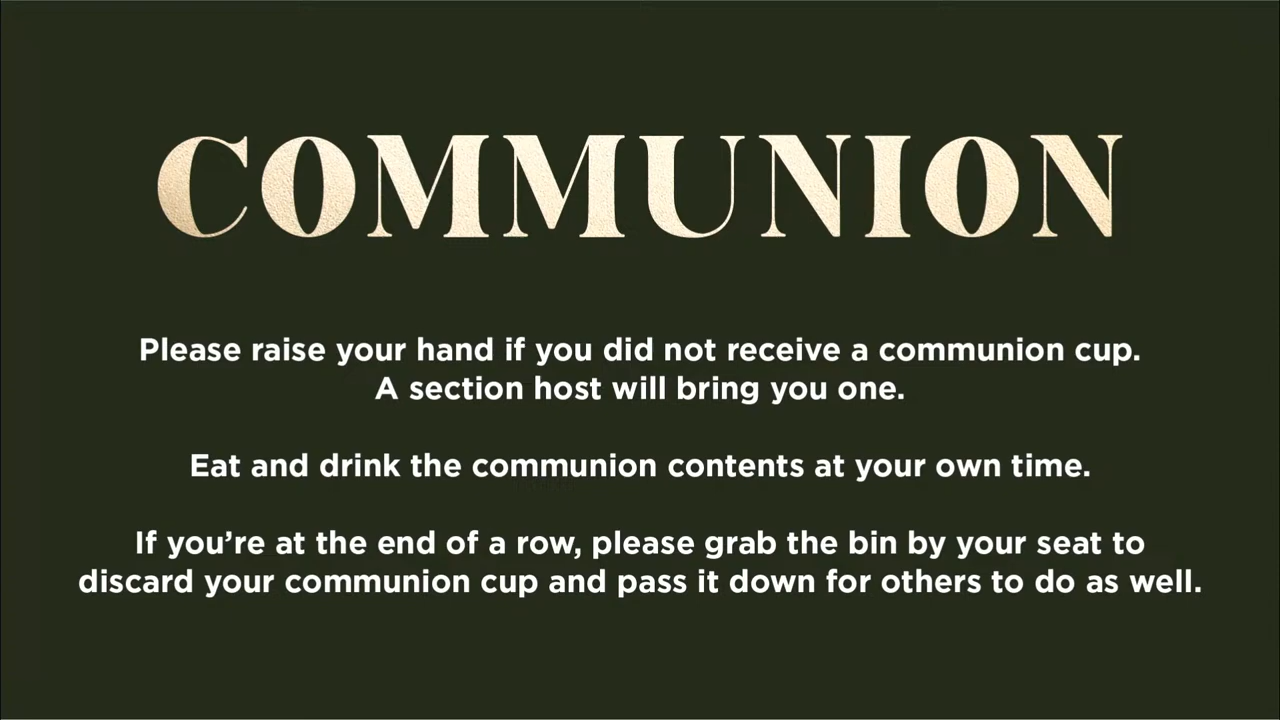 COMMUNION
Please raise your hand if you did not receive a communion cup.
A section host will bring you one.
Eat and drink the communion contents at your own time.
If you’re at the end of a row, please grab the bin by your seat to
discard your communion cup and pass it down for others to do as well.